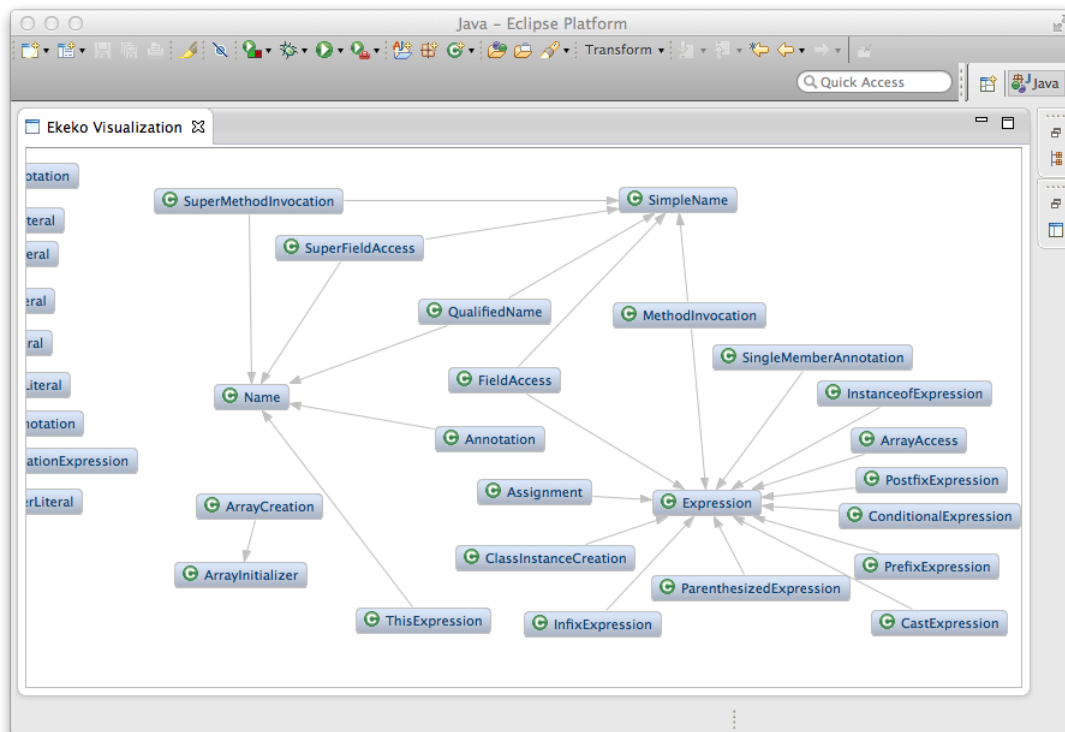 Java – Eclipse Platform
Transform
Quick Access
Java
Ekeko Visualization
otation
SuperMethodInvocation
SimpleName
teral
SuperFieldAccess
eral
eral
QualifiedName
MethodInvocation
ral
SingleMemberAnnotation
FieldAccess
Literal
InstanceofExpression
Name
notation
Annotation
ArrayAccess
ationExpression
PostfixExpression
Assignment
Expression
erLiteral
ArrayCreation
ConditionalExpression
ClassInstanceCreation
PrefixExpression
ArrayInitializer
ParenthesizedExpression
ThisExpression
InfixExpression
CastExpression